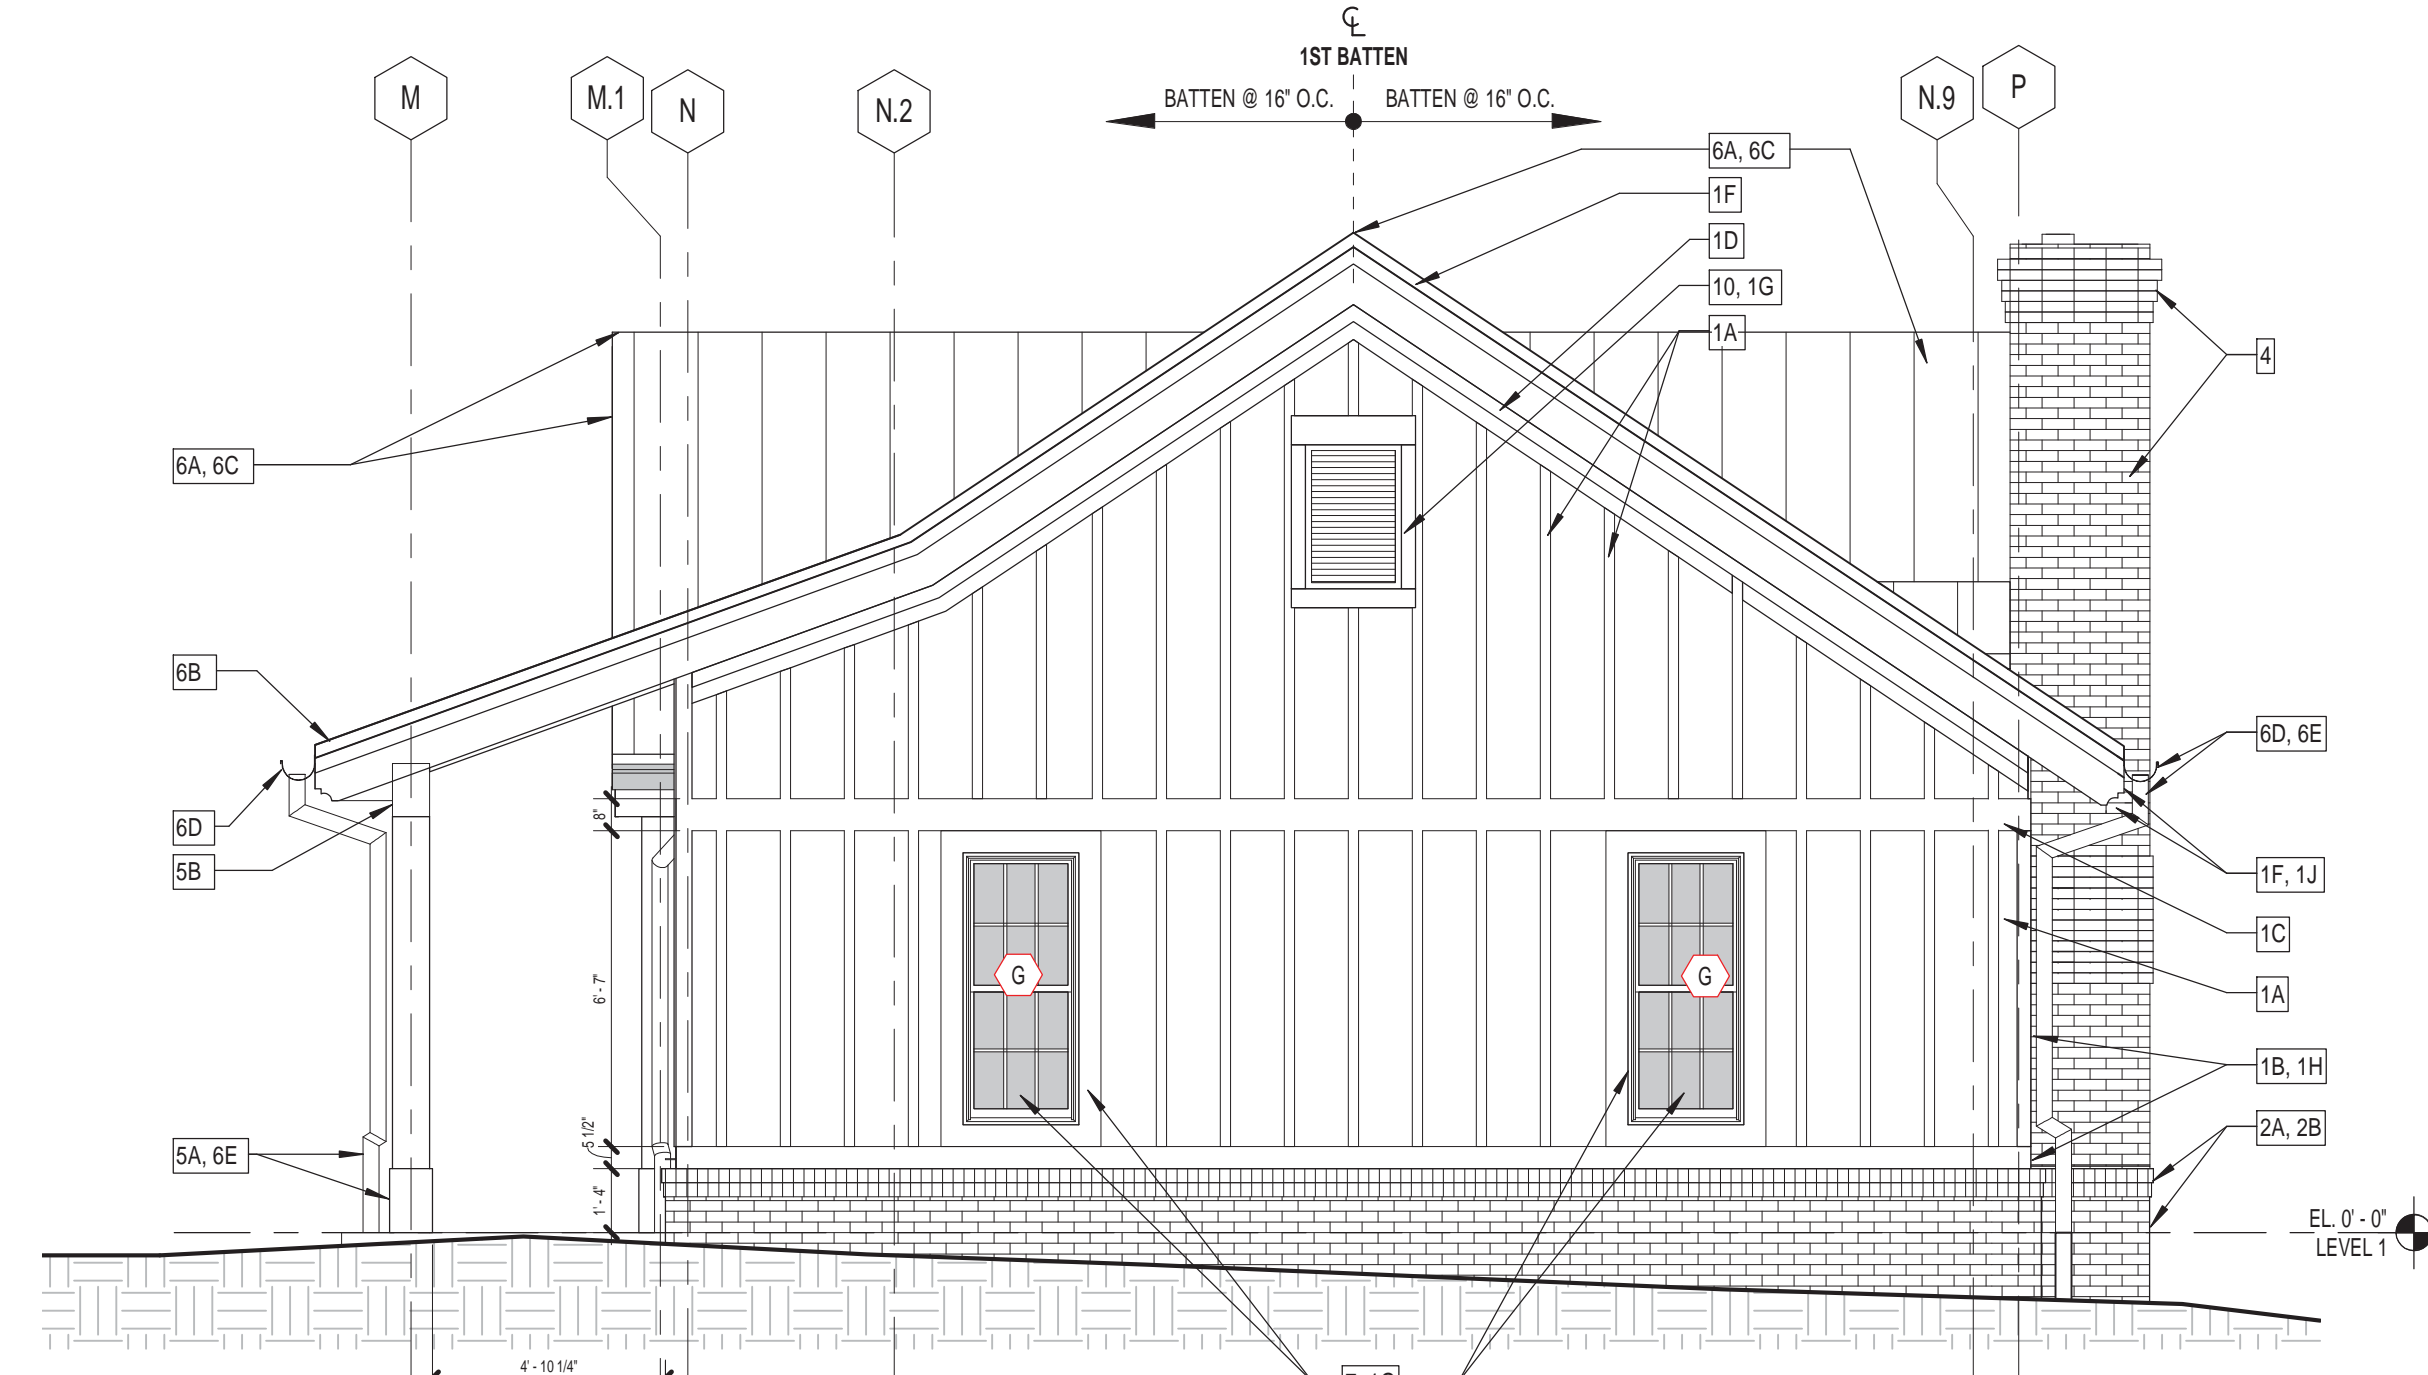 ℄
1ST BATTEN
BATTEN @ 16" O.C. BATTEN @ 16" O.C.
M
M.1
N
N.2
N.9
P
6A, 6C
1F
1D
10, 1G
1A
4
6A, 6C
6B
6D
5B
5A, 6E
6D, 6E
1F, 1J
1C
1A
1B, 1H
2A, 2B
8"
6' - 7"
5 1/2"
1' - 4"
G
G
EL. 0' - 0"
LEVEL 1
4' - 10 1/4"